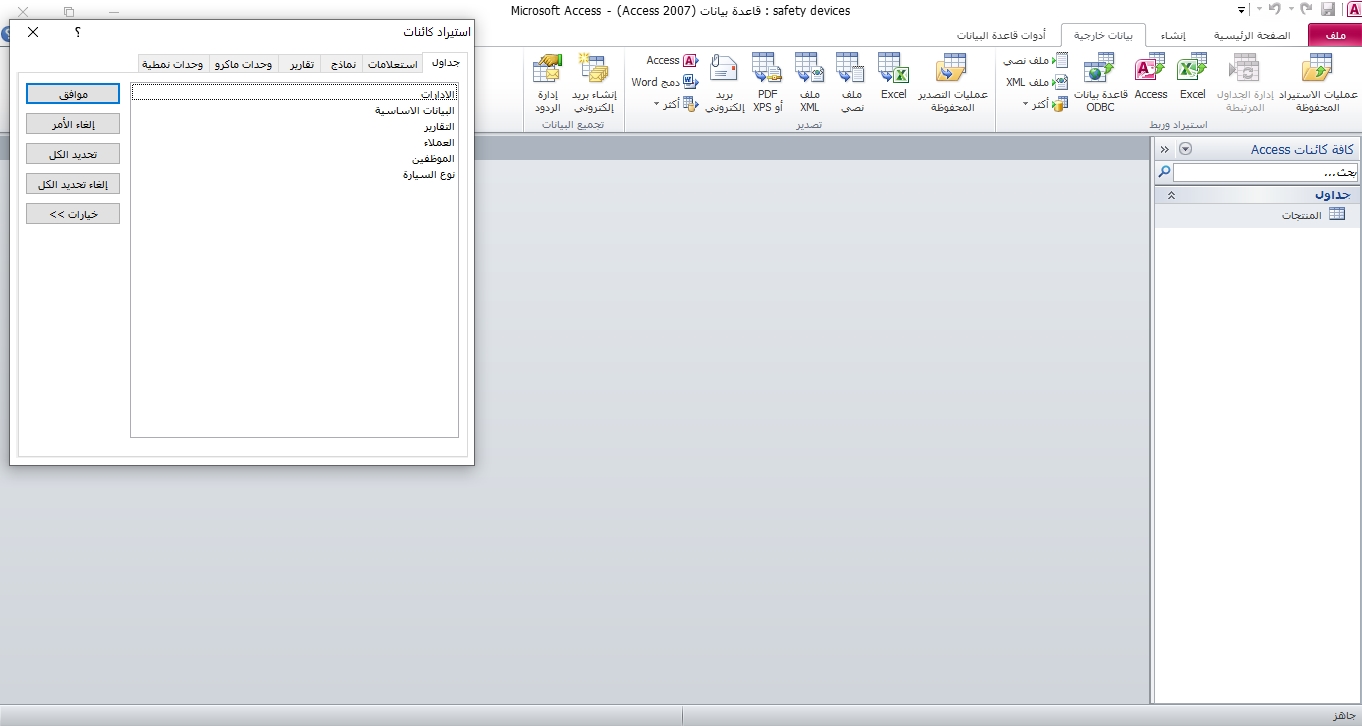 safety devices : قاعدة بيانات (Access 2007) - Microsoft Access
ملف
الصفحة الرئيسية
إنشاء
بيانات خارجية
أدوات قاعدة البيانات
عمليات الاستيراد المحفوظة
إدارة الجداول المرتبطة
Excel
Access
قاعدة بيانات ODBC
ملف نصي
ملف XML
أكثر
استيراد وربط
عمليات التصدير المحفوظة
Excel
ملف نصي
ملف XML
PDF أو XPS
بريد إلكتروني
Access
دمج Word
أكثر
تصدير
إنشاء بريد إلكتروني
إدارة الردود
تجميع البيانات
كافة كائنات Access
بحث...
جداول
المنتجات
استيراد كائنات
؟
جداول
استعلامات
نماذج
تقارير
وحدات ماكرو
وحدات نمطية
الادارات
البيانات الاساسية
التقارير
العملاء
الموظفين
نوع السيارة
موافق
إلغاء الأمر
تحديد الكل
إلغاء تحديد الكل
خيارات >>
جاهز